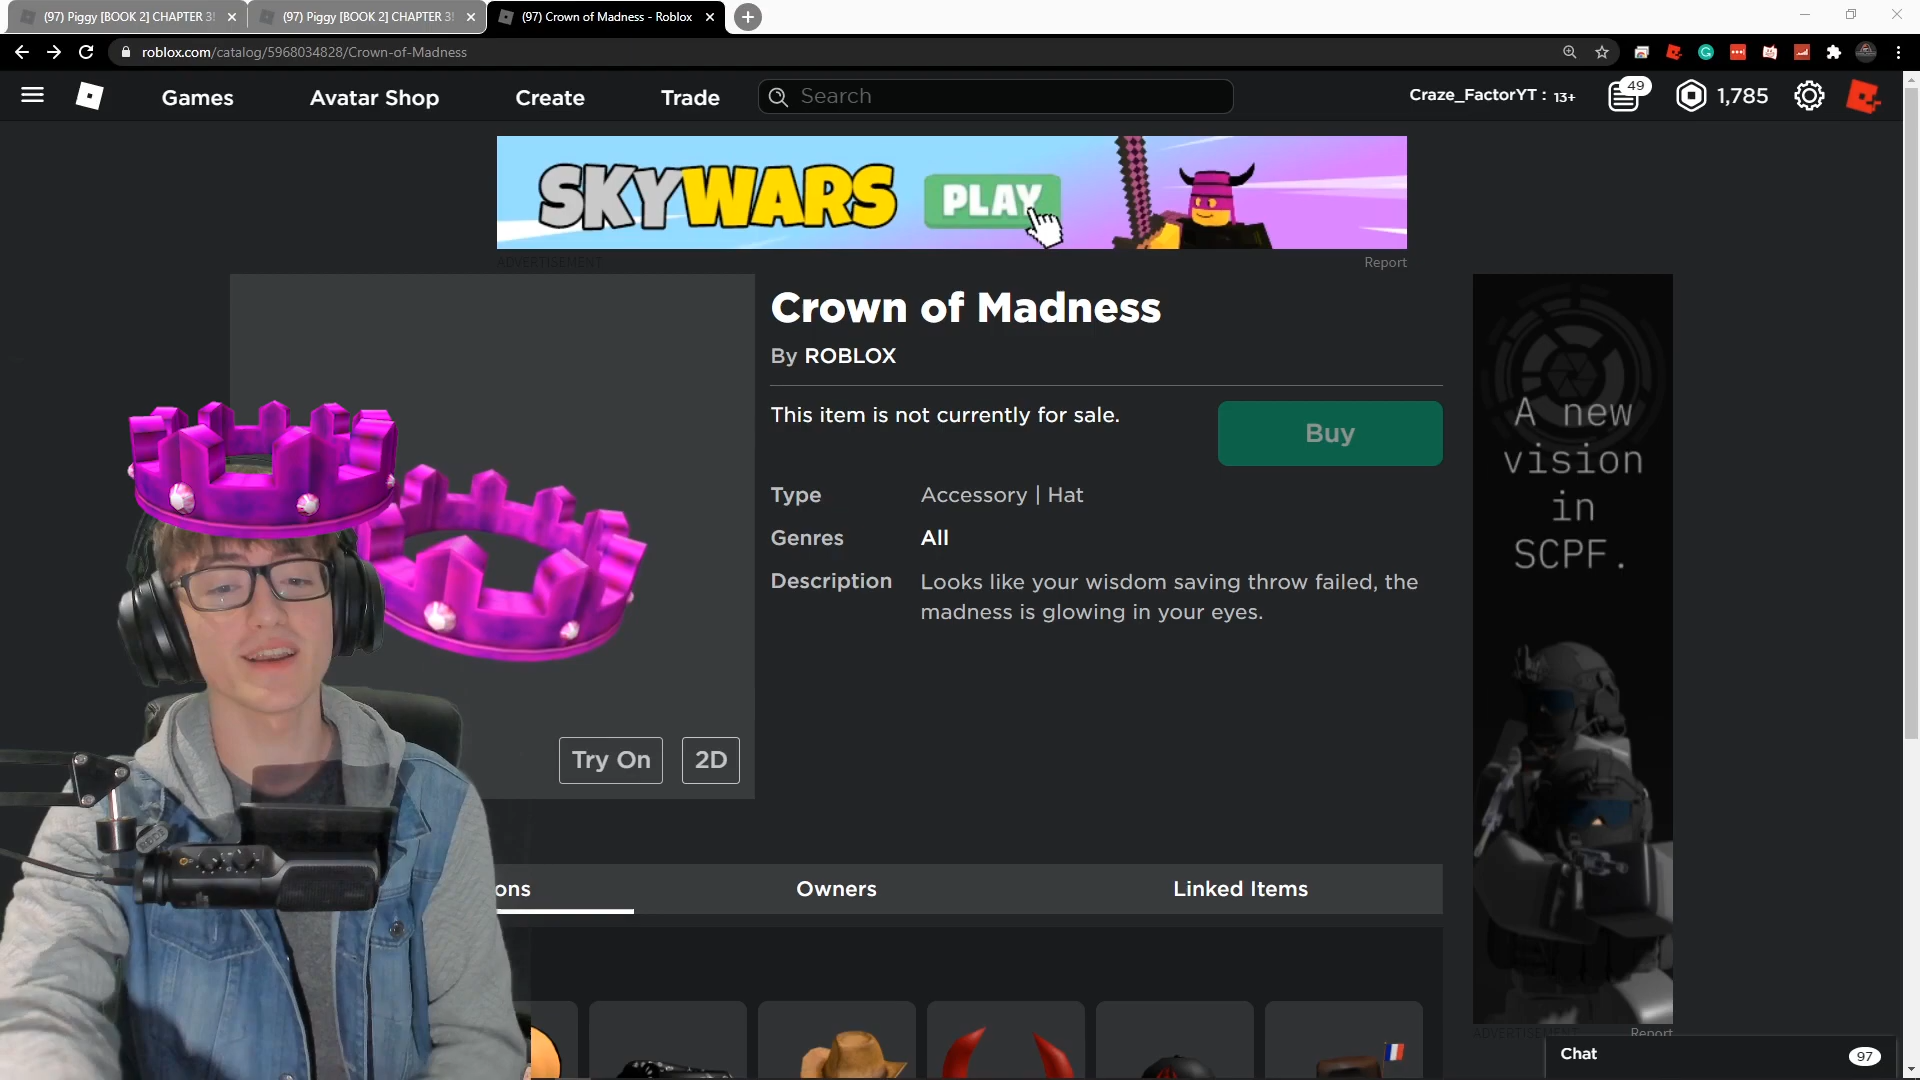 (97) Piggy [BOOK 2] CHAPTER 3!
(97) Piggy [BOOK 2] CHAPTER 3!
(97) Crown of Madness - Roblox
roblox.com/catalog/5968034828/Crown-of-Madness
Games
Avatar Shop
Create
Trade
Search
Craze_FactorYT : 13+
49
1,785
SKYWARS
PLAY
ADVERTISEMENT
Report
Crown of Madness
By ROBLOX
This item is not currently for sale.
Buy
Type
Accessory | Hat
Genres
All
Description
Looks like your wisdom saving throw failed, the
madness is glowing in your eyes.
Try On
2D
A new
vision
in
SCPF.
ons
Owners
Linked Items
ADVERTISEMENT
Report
Chat
97